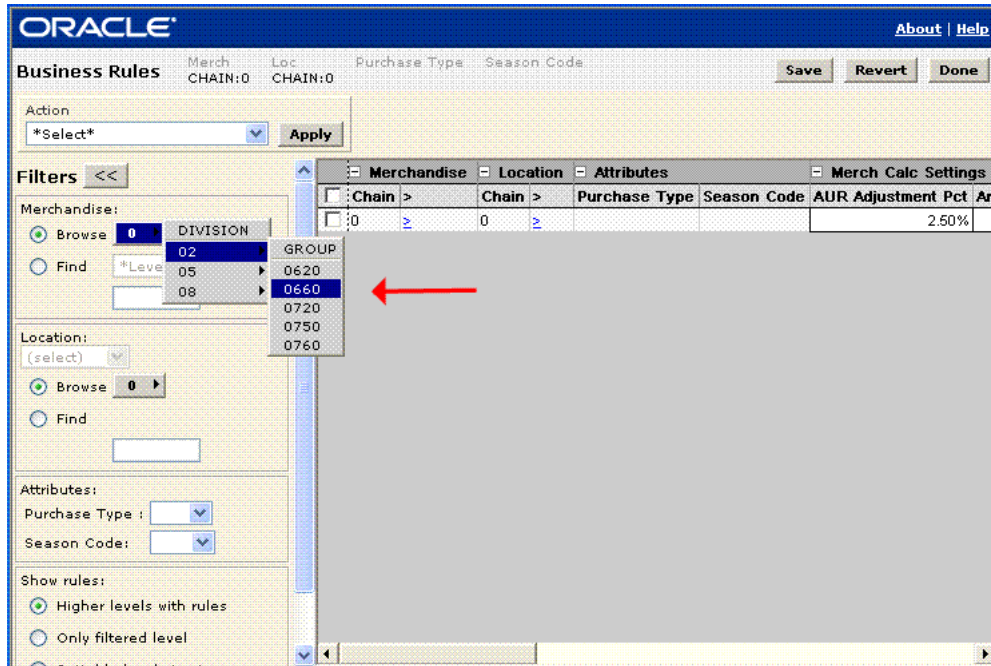 ORACLE
About | Help
Business Rules
Merch Loc Purchase Type Season Code
CHAIN:0 CHAIN:0
Save Revert Done
Action
*Select* Apply
Filters <<
Merchandise:
Browse 0
Find *Leve
DIVISION
02
05
08
GROUP
0620
0660
0720
0750
0760
Location:
(select)
Browse 0
Find
Attributes:
Purchase Type :
Season Code:
Show rules:
Higher levels with rules
Only filtered level
Merchandise Location Attributes Merch Calc Settings
Chain > Chain > Purchase Type Season Code AUR Adjustment Pct
0 > 0 > 2.50%